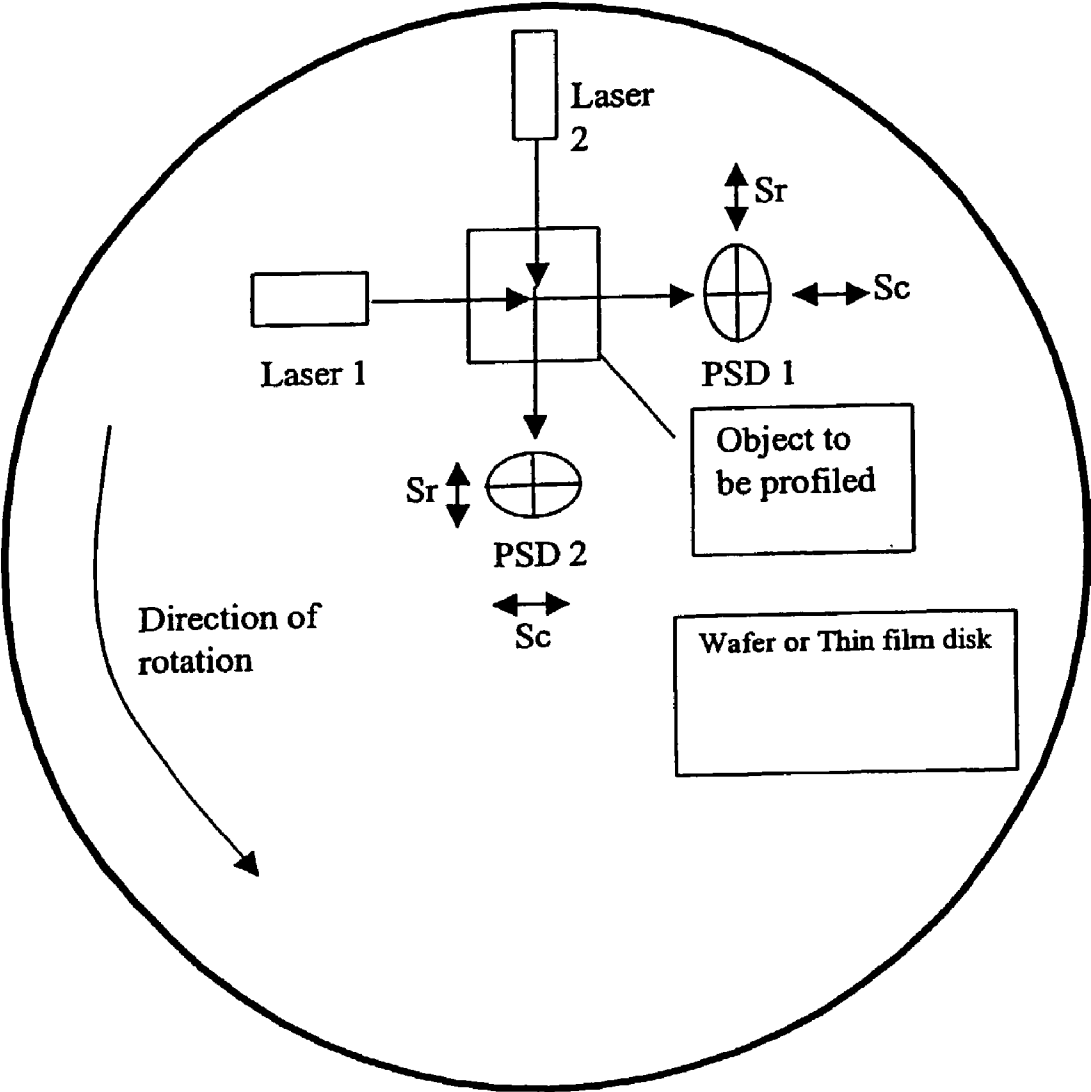 Laser
2
Sr
Sc
Laser 1
PSD 1
Object to
be profiled
Sr
PSD 2
Sc
Direction of
rotation
Wafer or Thin film disk